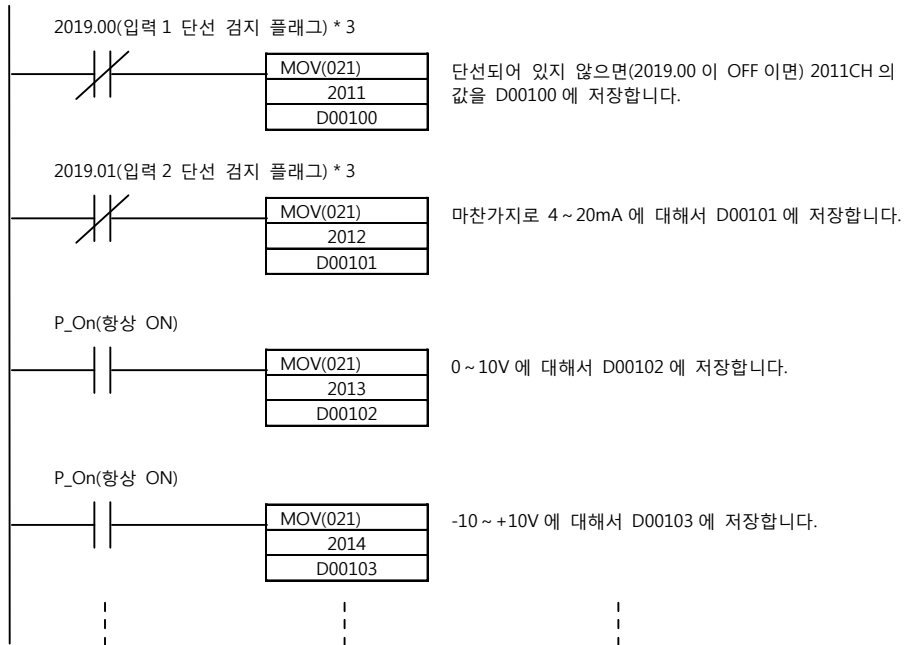 2019.00(입력 1 단선 검지 플래그) * 3
MOV(021)
2011
D00100
단선되어 있지 않으면(2019.00 이 OFF 이면) 2011CH 의
값을 D00100 에 저장합니다.
2019.01(입력 2 단선 검지 플래그) * 3
MOV(021)
2012
D00101
마찬가지로 4~20mA 에 대해서 D00101 에 저장합니다.
P_On(항상 ON)
MOV(021)
2013
D00102
0~10V 에 대해서 D00102 에 저장합니다.
P_On(항상 ON)
MOV(021)
2014
D00103
-10~+10V 에 대해서 D00103 에 저장합니다.